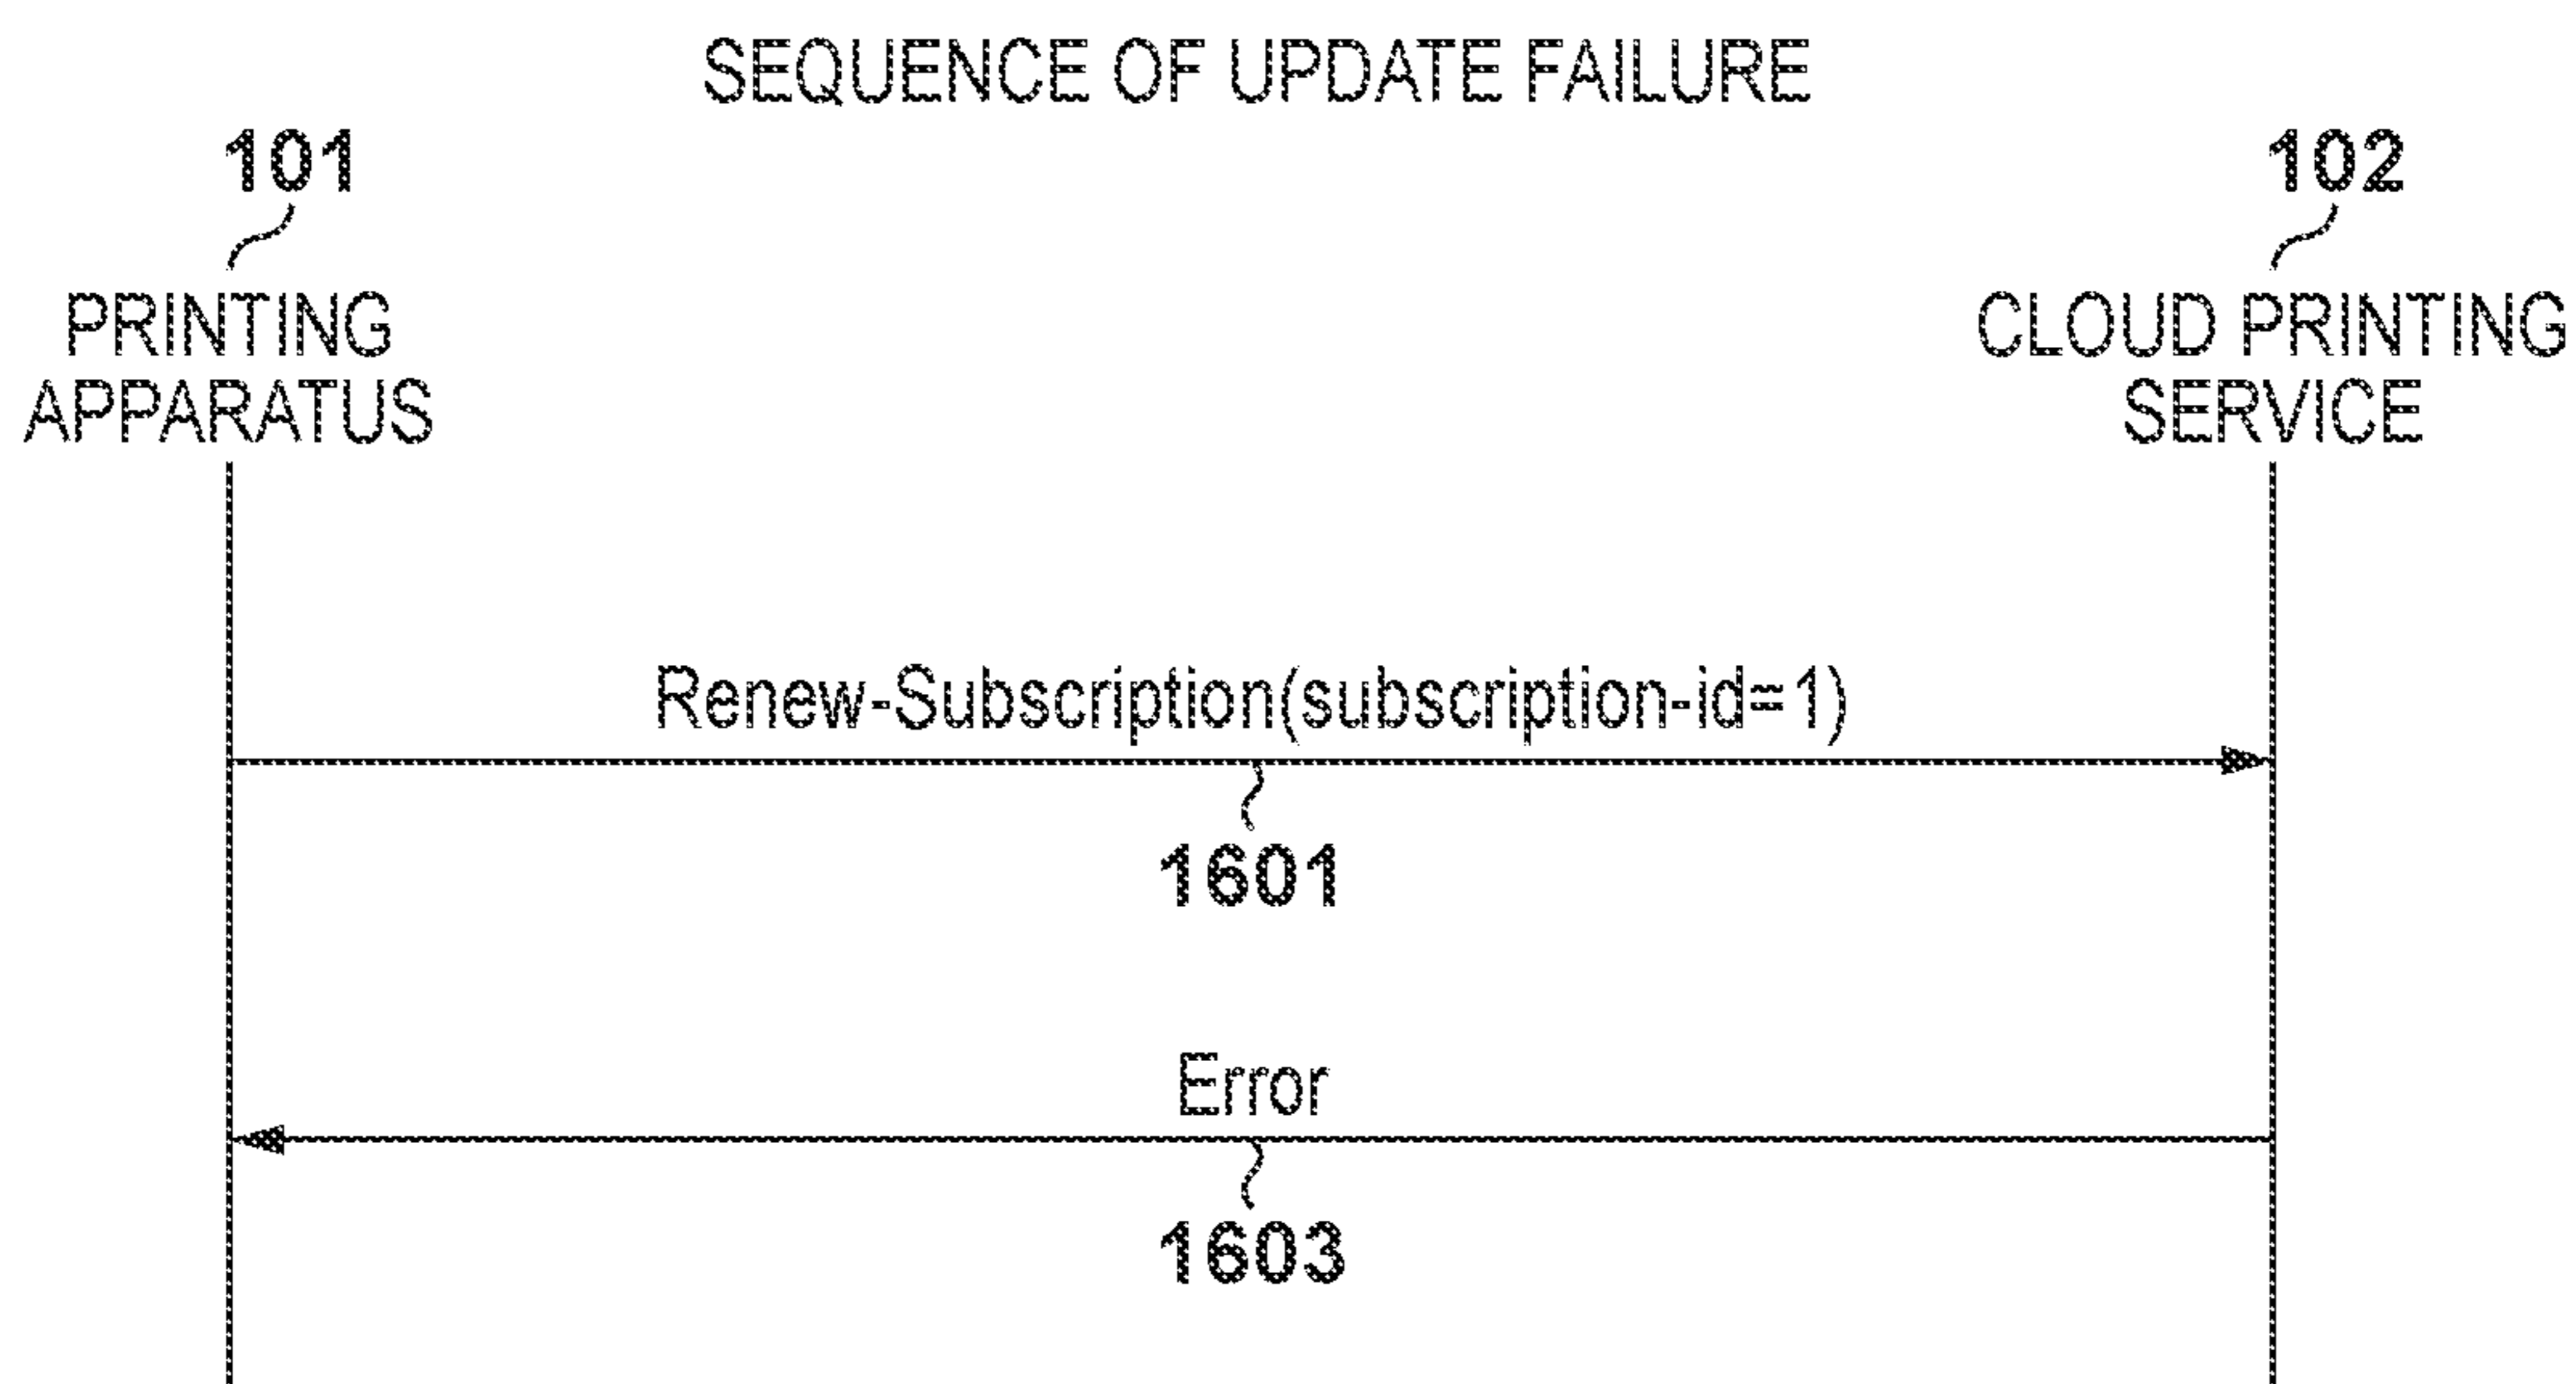 SEQUENCE OF UPDATE FAILURE
101
102
PRINTING
APPARATUS
CLOUD PRINTING
SERVICE
Renew-Subscription(subscription-id=1)
1601
Error
1603